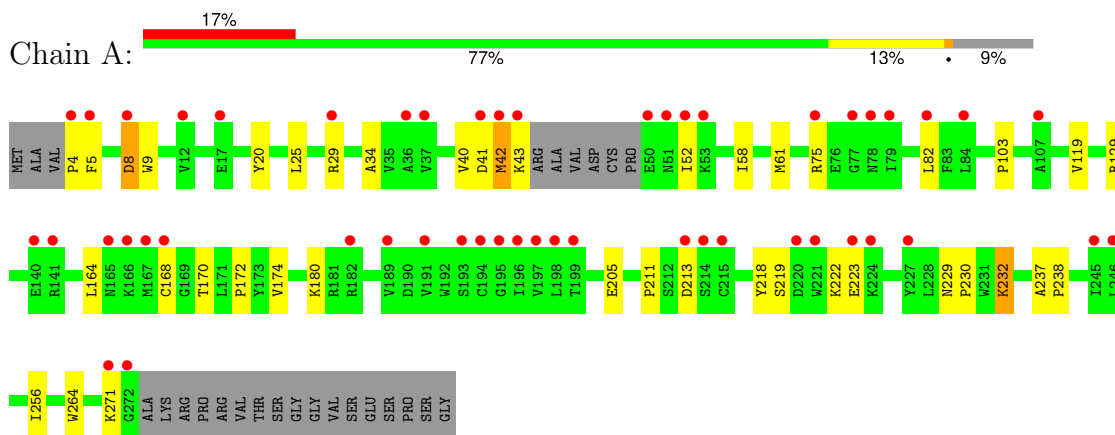 Chain A:
17%
77%
13%
•
9%
MET
ALA
VAL
P4
F5
D8
W9
V12
E17
Y20
L25
R29
A34
V35
A36
V37
V40
D41
M42
K43
ARG
ALA
VAL
ASP
CYS
PRO
E50
N51
I52
K53
I58
M61
R75
E76
G77
N78
I79
L82
F83
L84
P103
A107
V119
R129
E140
R141
L164
N165
K166
M167
C168
G169
T170
L171
P172
Y173
V174
K180
R181
R182
V189
D190
V191
W192
S193
C194
G195
I196
V197
L198
T199
E205
P211
S212
D213
S214
C215
Y218
S219
D220
W221
K222
E223
K224
Y227
L228
N229
P230
W231
K232
A237
P238
I245
L246
I256
W264
K271
G272
ALA
LYS
ARG
PRO
ARG
VAL
THR
SER
GLY
GLY
VAL
SER
GLU
SER
PRO
SER
GLY